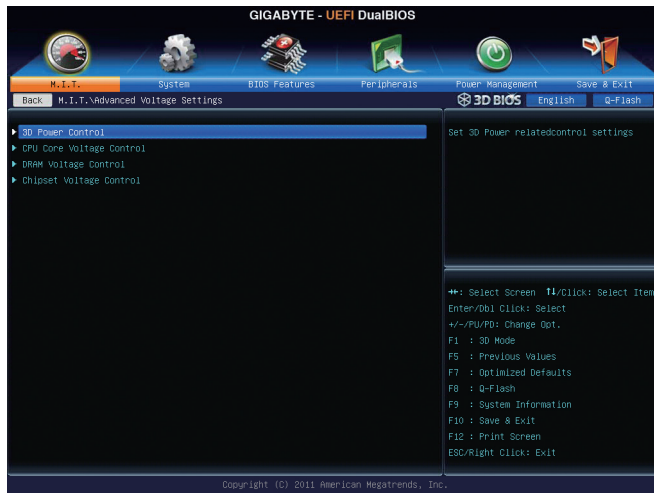 GIGABYTE - UEFI DualBIOS
M.I.T.
System
BIOS Features
Peripherals
Power Management
Save & Exit
Back M.I.T.\Advanced Voltage Settings
3D BIOS English Q-Flash
3D Power Control
CPU Core Voltage Control
DRAM Voltage Control
Chipset Voltage Control
Set 3D Power relatedcontrol settings
→←: Select Screen ↑↓/Click: Select Item
Enter/Dbl Click: Select
+/-/PU/PD: Change Opt.
F1 : 3D Mode
F5 : Previous Values
F7 : Optimized Defaults
F8 : Q-Flash
F9 : System Information
F10 : Save & Exit
F12 : Print Screen
ESC/Right Click: Exit
Copyright (C) 2011 American Megatrends, Inc.